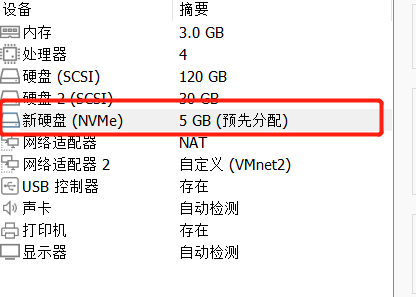 设备 摘要
内存 3.0 GB
处理器 4
硬盘 (SCSI) 120 GB
硬盘 2 (SCSI) 30 GB
新硬盘 (NVMe) 5 GB (预先分配)
网络适配器 NAT
网络适配器 2 自定义 (VMnet2)
USB 控制器 存在
声卡 自动检测
打印机 存在
显示器 自动检测